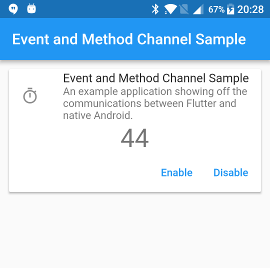 67% 20:28
Event and Method Channel Sample
Event and Method Channel Sample
An example application showing off the
communications between Flutter and
native Android.
44
Enable Disable